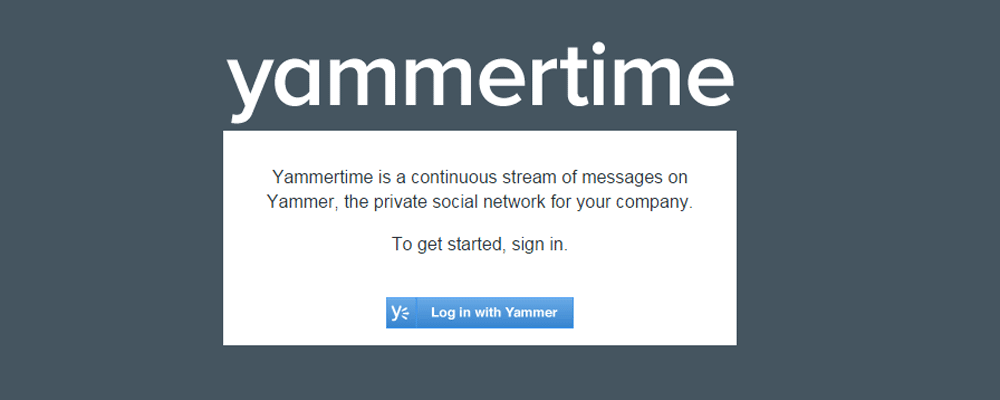 yammertime
Yammertime is a continuous stream of messages on
Yammer, the private social network for your company.
To get started, sign in.
Log in with Yammer